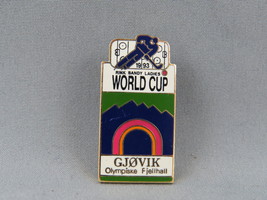 1993
RINK BANDY LADIES
WORLD CUP
GJØVIK
Olympiske Fjellhall